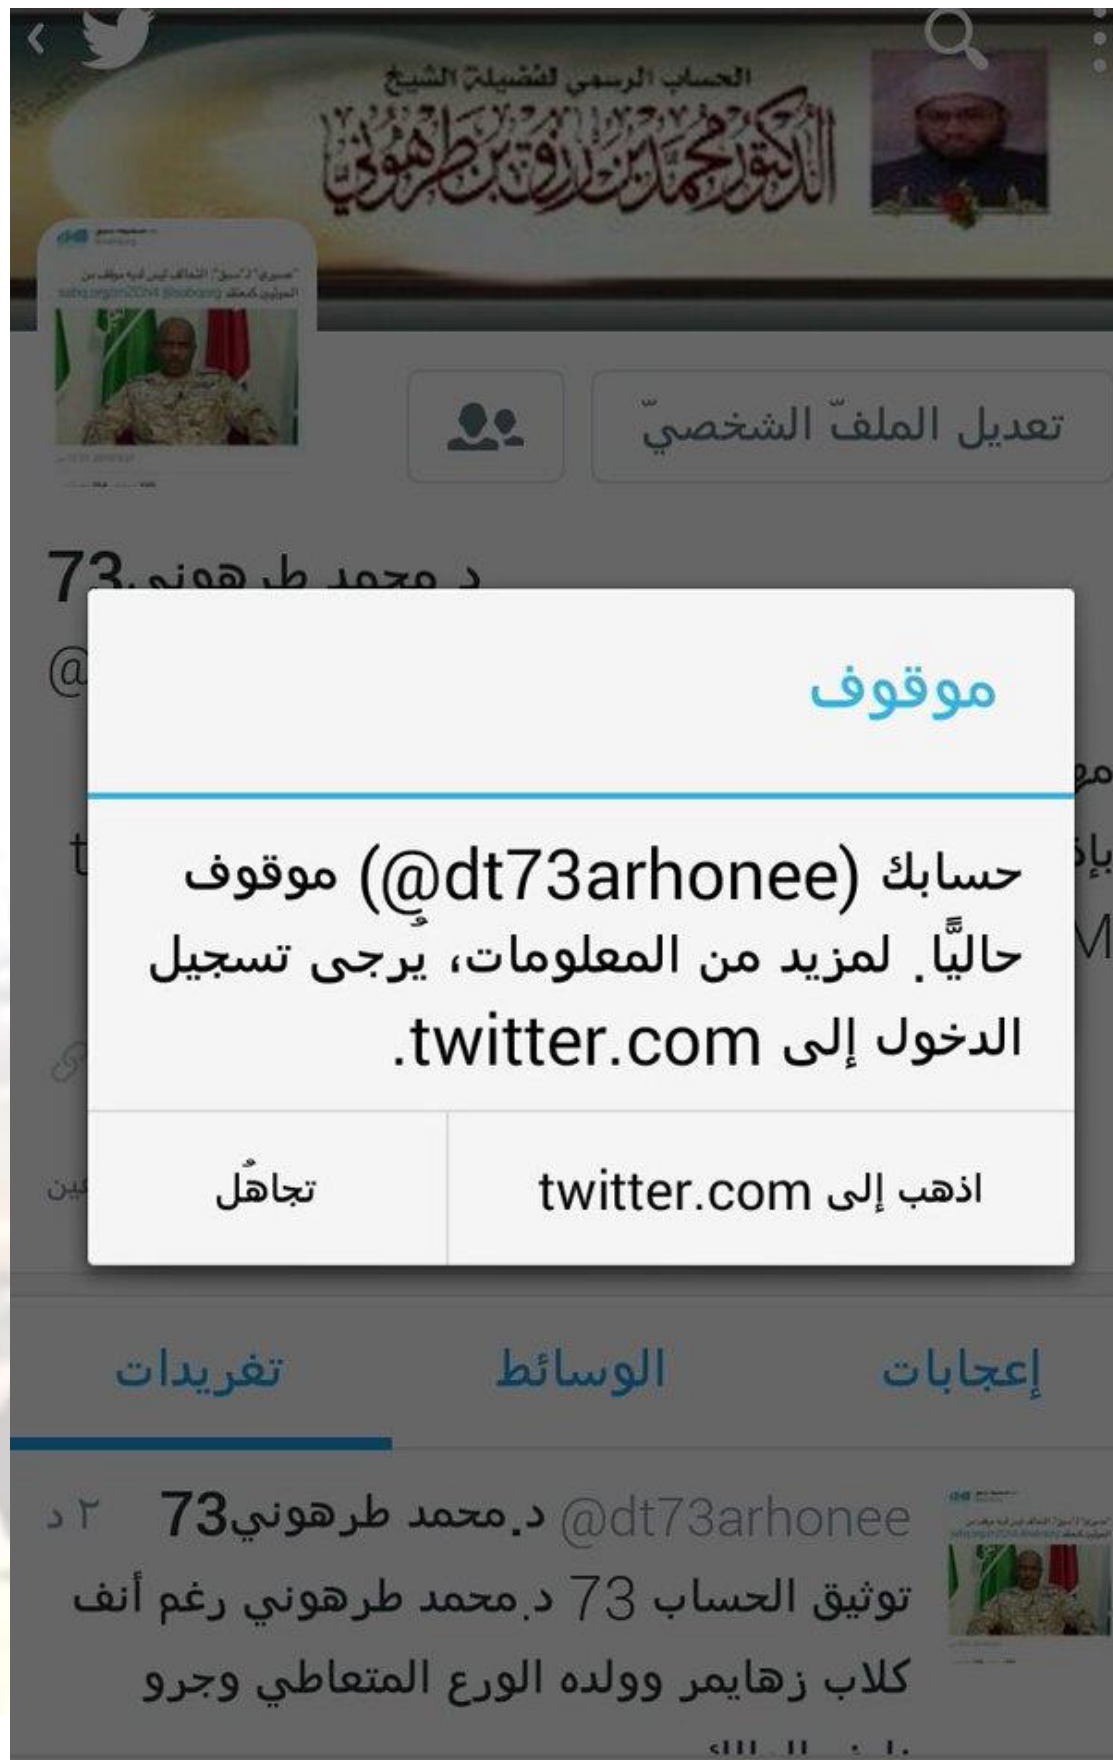 الحساب الرسمي لفضيلة الشيخ
الدكتور محمد بن رزق بن طرهوني
تعديل الملفّ الشخصيّ
د.محمد طرهوني73
@
موقوف
حسابك (@dt73arhonee) موقوف
حاليًّا. لمزيد من المعلومات، يُرجى تسجيل
الدخول إلى twitter.com.
اذهب إلى twitter.com
تجاهُل
إعجابات
الوسائط
تغريدات
د.محمد طرهوني73 @dt73arhonee ٢ د
توثيق الحساب 73 د.محمد طرهوني رغم أنف
كلاب زهايمر وولده الورع المتعاطي وجرو